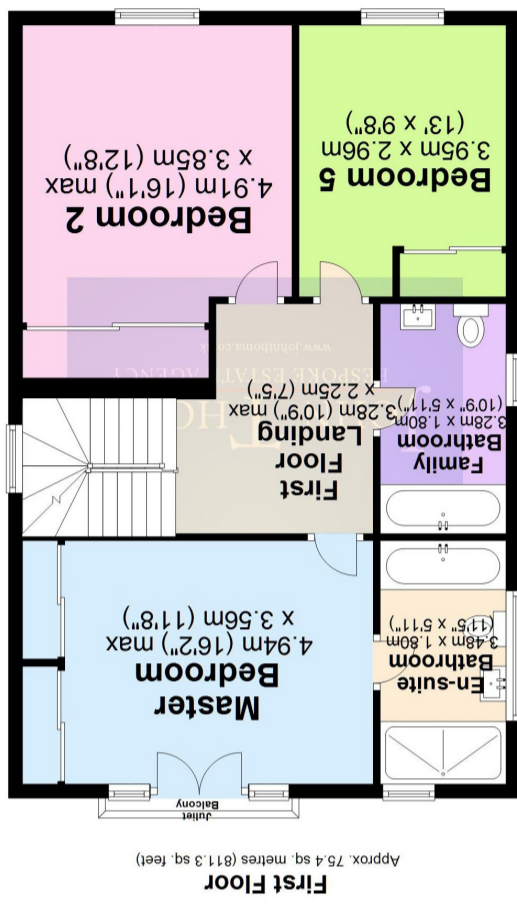 First Floor
Approx. 75.4 sq. metres (811.3 sq. feet)
Juliet
Balcony
Master
Bedroom
4.94m (16'2") max
x 3.56m (11'8")
En-suite
Bathroom
3.48m x 1.80m
(11'5" x 5'11")
First
Floor
Landing
3.28m (10'9") max
x 2.25m (7'5")
Family
Bathroom
3.28m x 1.80m
(10'9" x 5'11")
BESPOKE ESTATE AGENCY
Bedroom 2
4.91m (16'1") max
x 3.85m (12'8")
Bedroom 5
3.95m x 2.96m
(13' x 9'8")